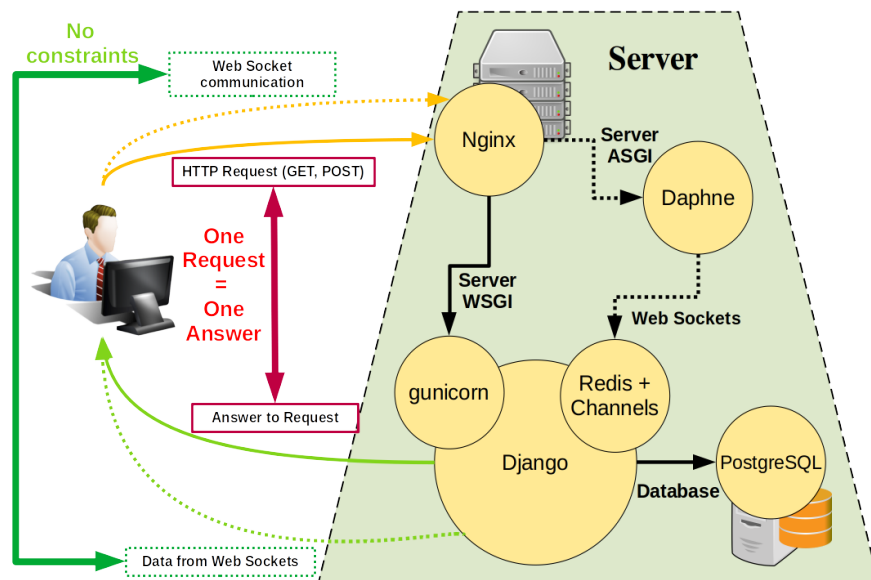 No
constraints
Web Socket
communication
Server
Nginx
Server
ASGI
HTTP Request (GET, POST)
Daphne
One
Request
=
One
Answer
Server
WSGI
Web Sockets
gunicorn
Redis +
Channels
Answer to Request
Django
PostgreSQL
Database
Data from Web Sockets